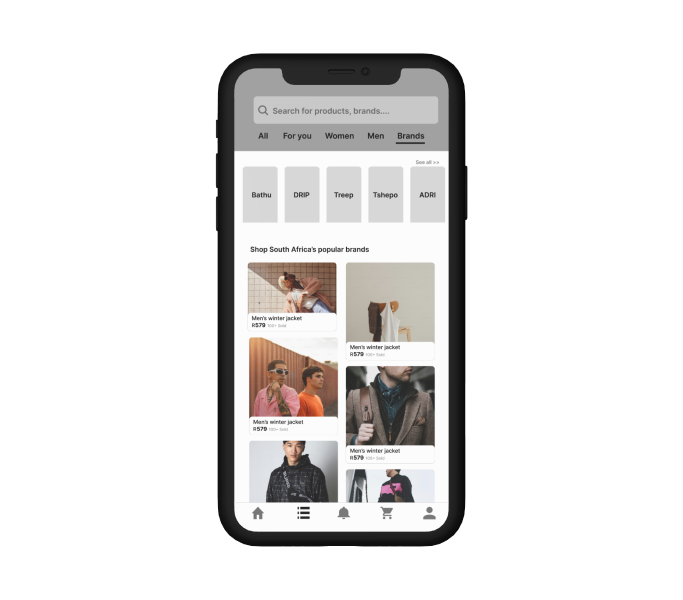 Search for products, brands....
All For you Women Men Brands
See all >>
Bathu DRIP Treep Tshepo ADRI
Shop South Africa's popular brands
Men's winter jacket
R579 100+ Sold
Men's winter jacket
R579 100+ Sold
Men's winter jacket
R579 100+ Sold
Men's winter jacket
R579 100+ Sold